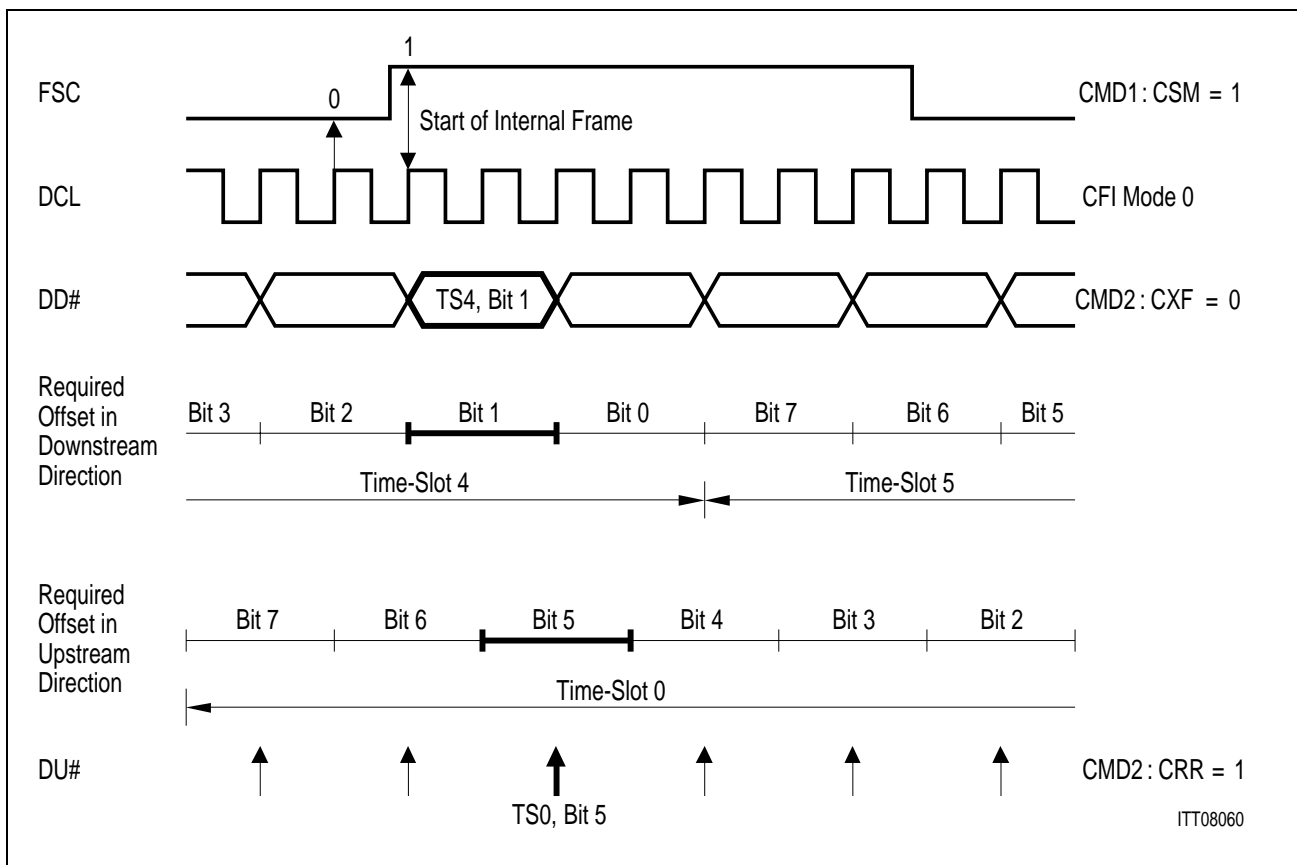 1
FSC
0
CMD1 : CSM = 1
Start of Internal Frame
DCL
CFI Mode 0
DD#
TS4, Bit 1
CMD2 : CXF = 0
Required
Offset in
Downstream
Direction
Bit 3 Bit 2 Bit 1 Bit 0 Bit 7 Bit 6 Bit 5
Time-Slot 4 Time-Slot 5
Required
Offset in
Upstream
Direction
Bit 7 Bit 6 Bit 5 Bit 4 Bit 3 Bit 2
Time-Slot 0
DU#
CMD2 : CRR = 1
TS0, Bit 5
ITT08060